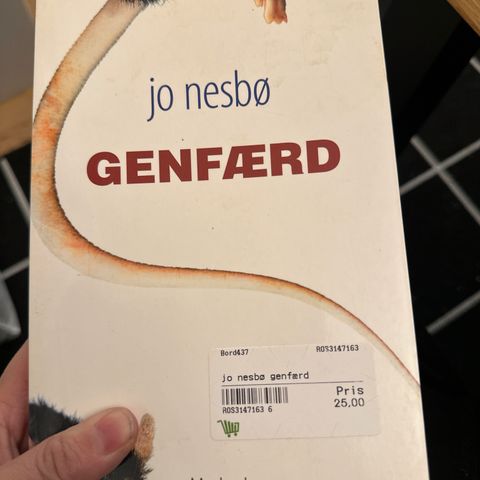 jo nesbø
GENFÆRD
Bord437 ROS3147163
jo nesbø genfærd
Pris
ROS3147163 6 25,00